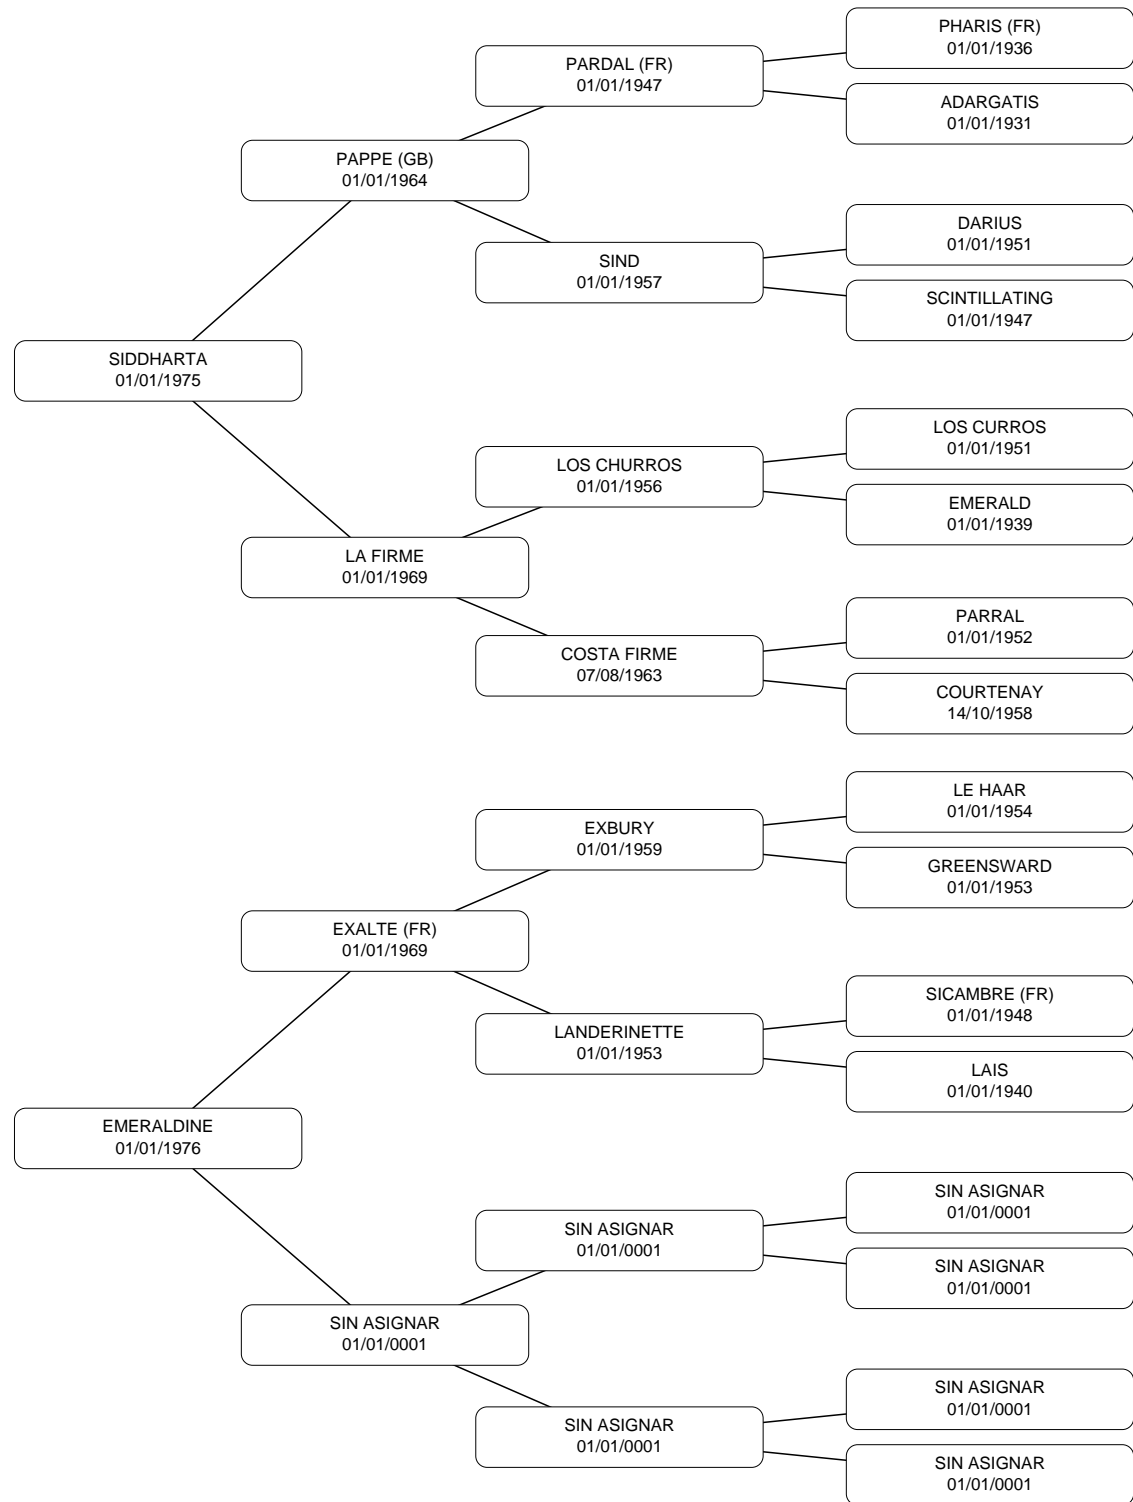 PHARIS (FR)
01/01/1936
PARDAL (FR)
01/01/1947
ADARGATIS
01/01/1931
PAPPE (GB)
01/01/1964
DARIUS
01/01/1951
SIND
01/01/1957
SCINTILLATING
01/01/1947
SIDDHARTA
01/01/1975
LOS CURROS
01/01/1951
LOS CHURROS
01/01/1956
EMERALD
01/01/1939
LA FIRME
01/01/1969
PARRAL
01/01/1952
COSTA FIRME
07/08/1963
COURTENAY
14/10/1958
LE HAAR
01/01/1954
EXBURY
01/01/1959
GREENSWARD
01/01/1953
EXALTE (FR)
01/01/1969
SICAMBRE (FR)
01/01/1948
LANDERINETTE
01/01/1953
LAIS
01/01/1940
EMERALDINE
01/01/1976
SIN ASIGNAR
01/01/0001
SIN ASIGNAR
01/01/0001
SIN ASIGNAR
01/01/0001
SIN ASIGNAR
01/01/0001
SIN ASIGNAR
01/01/0001
SIN ASIGNAR
01/01/0001
SIN ASIGNAR
01/01/0001